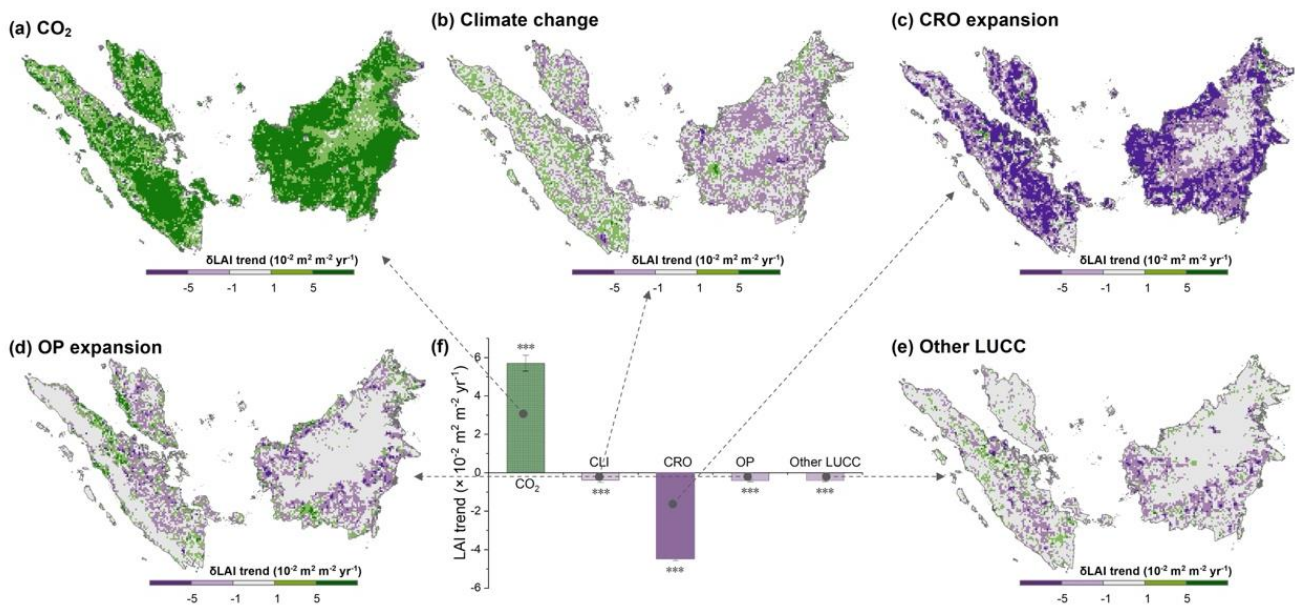 (a) CO₂
(b) Climate change
(c) CRO expansion
δLAI trend (10⁻² m² m⁻² yr⁻¹)
-5 -1 1 5
δLAI trend (10⁻² m² m⁻² yr⁻¹)
-5 -1 1 5
δLAI trend (10⁻² m² m⁻² yr⁻¹)
-5 -1 1 5
(d) OP expansion
(f)
(e) Other LUCC
LAI trend (× 10⁻² m² m⁻² yr⁻¹)
6
4
2
0
-2
-4
-6
***
CO₂
CLI
***
CRO
***
OP
***
Other LUCC
***
δLAI trend (10⁻² m² m⁻² yr⁻¹)
-5 -1 1 5
δLAI trend (10⁻² m² m⁻² yr⁻¹)
-5 -1 1 5